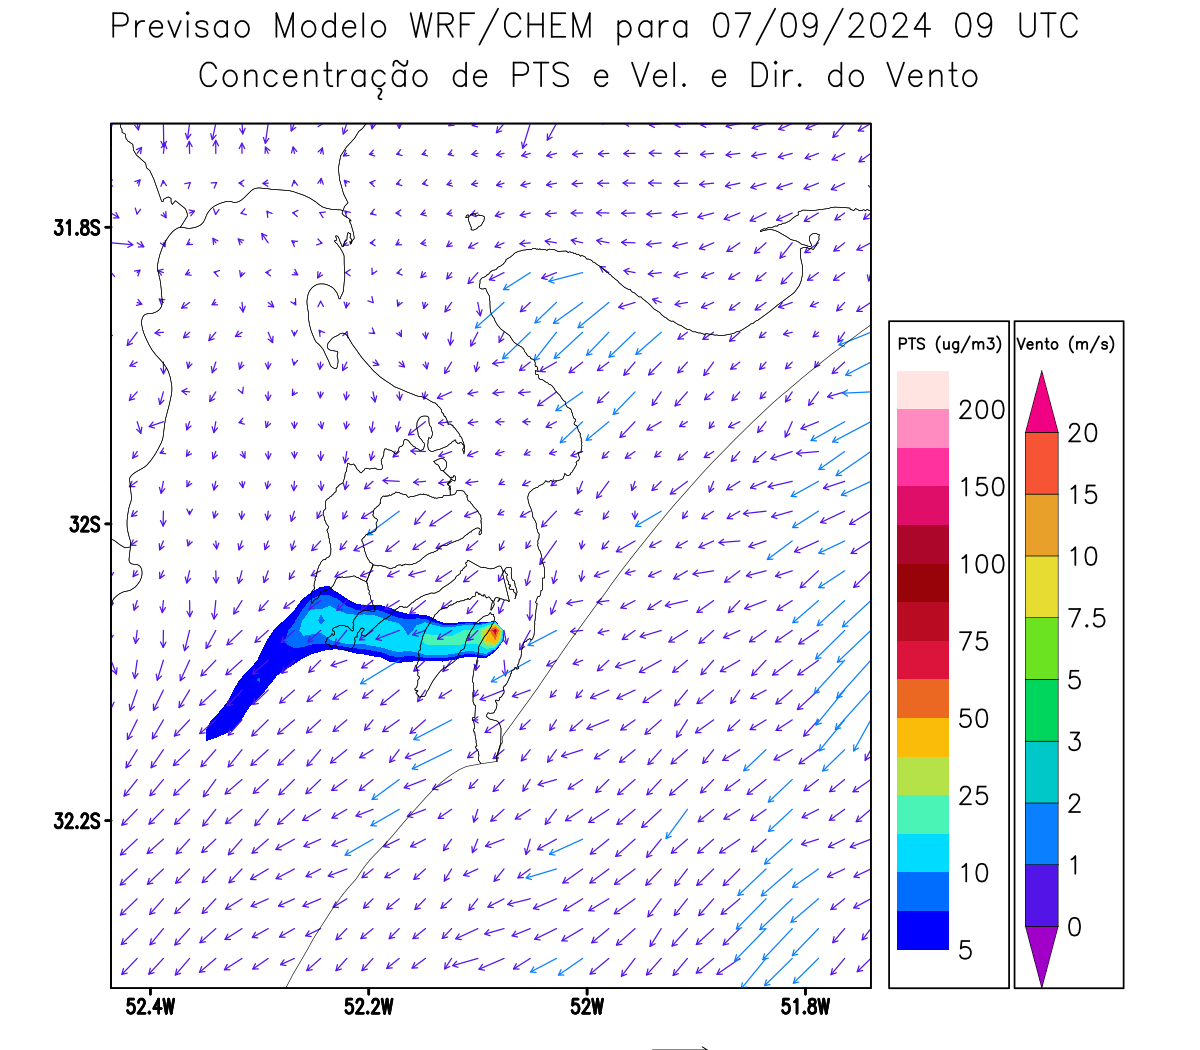 Previsao Modelo WRF/CHEM para 07/09/2024 09 UTC
Concentração de PTS e Vel. e Dir. do Vento
31.8S
32S
32.2S
52.4W
52.2W
52W
51.8W
PTS (ug/m3)
200
150
100
75
50
25
10
5
Vento (m/s)
20
15
10
7.5
5
3
2
1
0